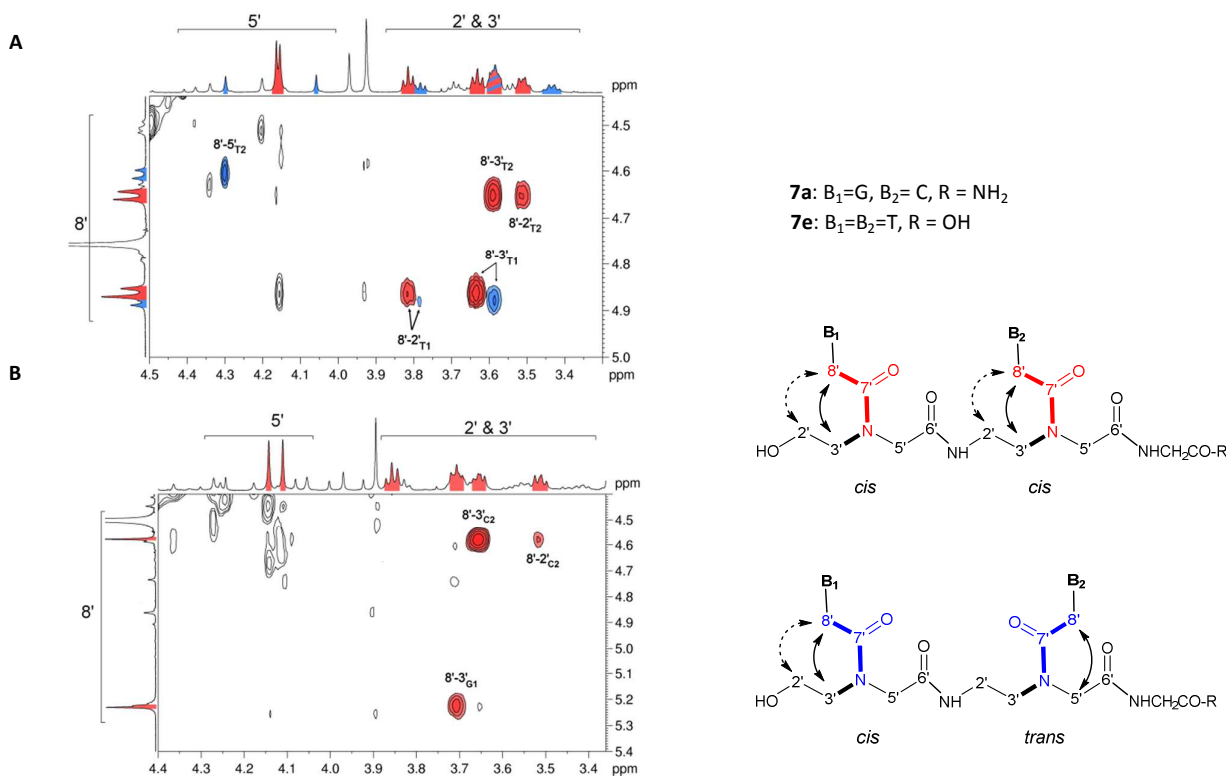 A
5'
2' & 3'
ppm
8'
8'-5'T2
8'-3'T2
8'-2'T2
8'-3'T1
8'-2'T1
4.5
4.6
4.7
4.8
4.9
5.0
4.5 4.4 4.3 4.2 4.1 4.0 3.9 3.8 3.7 3.6 3.5 3.4
ppm
ppm
B
5'
2' & 3'
ppm
8'
8'-3'C2
8'-2'C2
8'-3'G1
4.5
4.6
4.7
4.8
4.9
5.0
5.1
5.2
5.3
5.4
4.4 4.3 4.2 4.1 4.0 3.9 3.8 3.7 3.6 3.5 3.4
ppm
ppm
7a: B1=G, B2= C, R = NH2
7e: B1=B2=T, R = OH
B1 B2
8' 7' O 8' 7' O
O O
HO 2' 3' N 5' 6' NH 2' 3' N 5' 6' NHCH2CO-R
cis cis
B1 B2
8' 7' O O 7' 8'
O O
HO 2' 3' N 5' 6' NH 2' 3' N 5' 6' NHCH2CO-R
cis trans